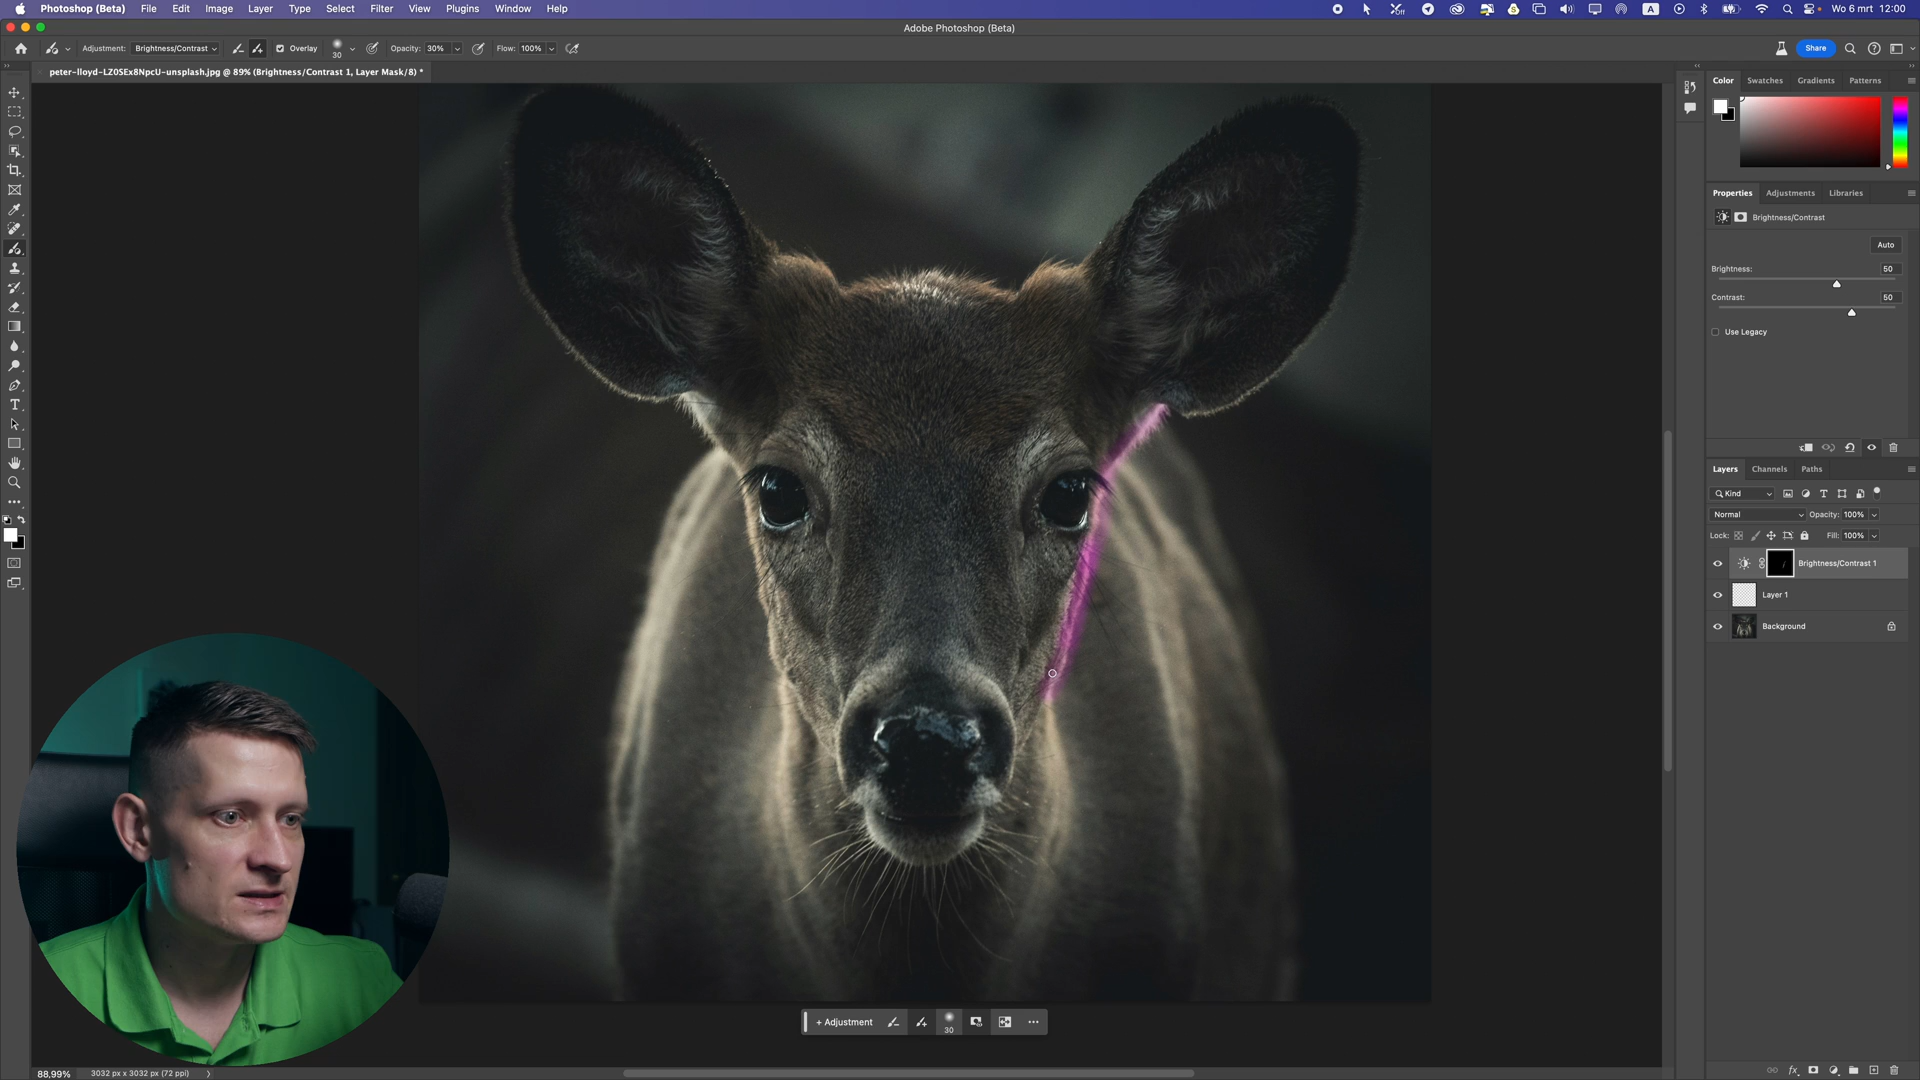 Photoshop (Beta) File Edit Image Layer Type Select Filter View Plugins Window Help
A Wo 6 mrt 12:00
Adobe Photoshop (Beta)
Adjustment: Brightness/Contrast Overlay 30 Opacity: 30% Flow: 100%
Share
peter-lloyd-LZ0SEx8NpcU-unsplash.jpg @ 89% (Brightness/Contrast 1, Layer Mask/8) *
Color Swatches Gradients Patterns
Properties Adjustments Libraries
Brightness/Contrast
Auto
Brightness: 50
Contrast: 50
Use Legacy
Layers Channels Paths
Kind
Normal Opacity: 100%
Lock: Fill: 100%
Brightness/Contrast 1
Layer 1
Background
+ Adjustment 30
88,99% 3032 px x 3032 px (72 ppi)
fx